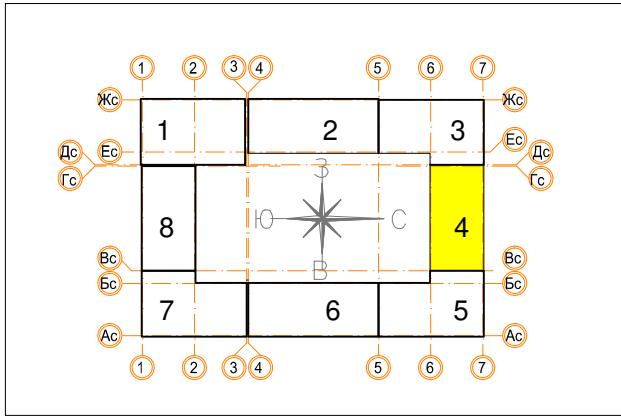 1 2 3 4 5 6 7
Жс Жс
1 2 3
Ес Ес
Дс Дс
Гс Гс
З
8 Ю С 4
В
Вс Вс
Бс Бс
7 6 5
Ас Ас
1 2 3 4 5 6 7